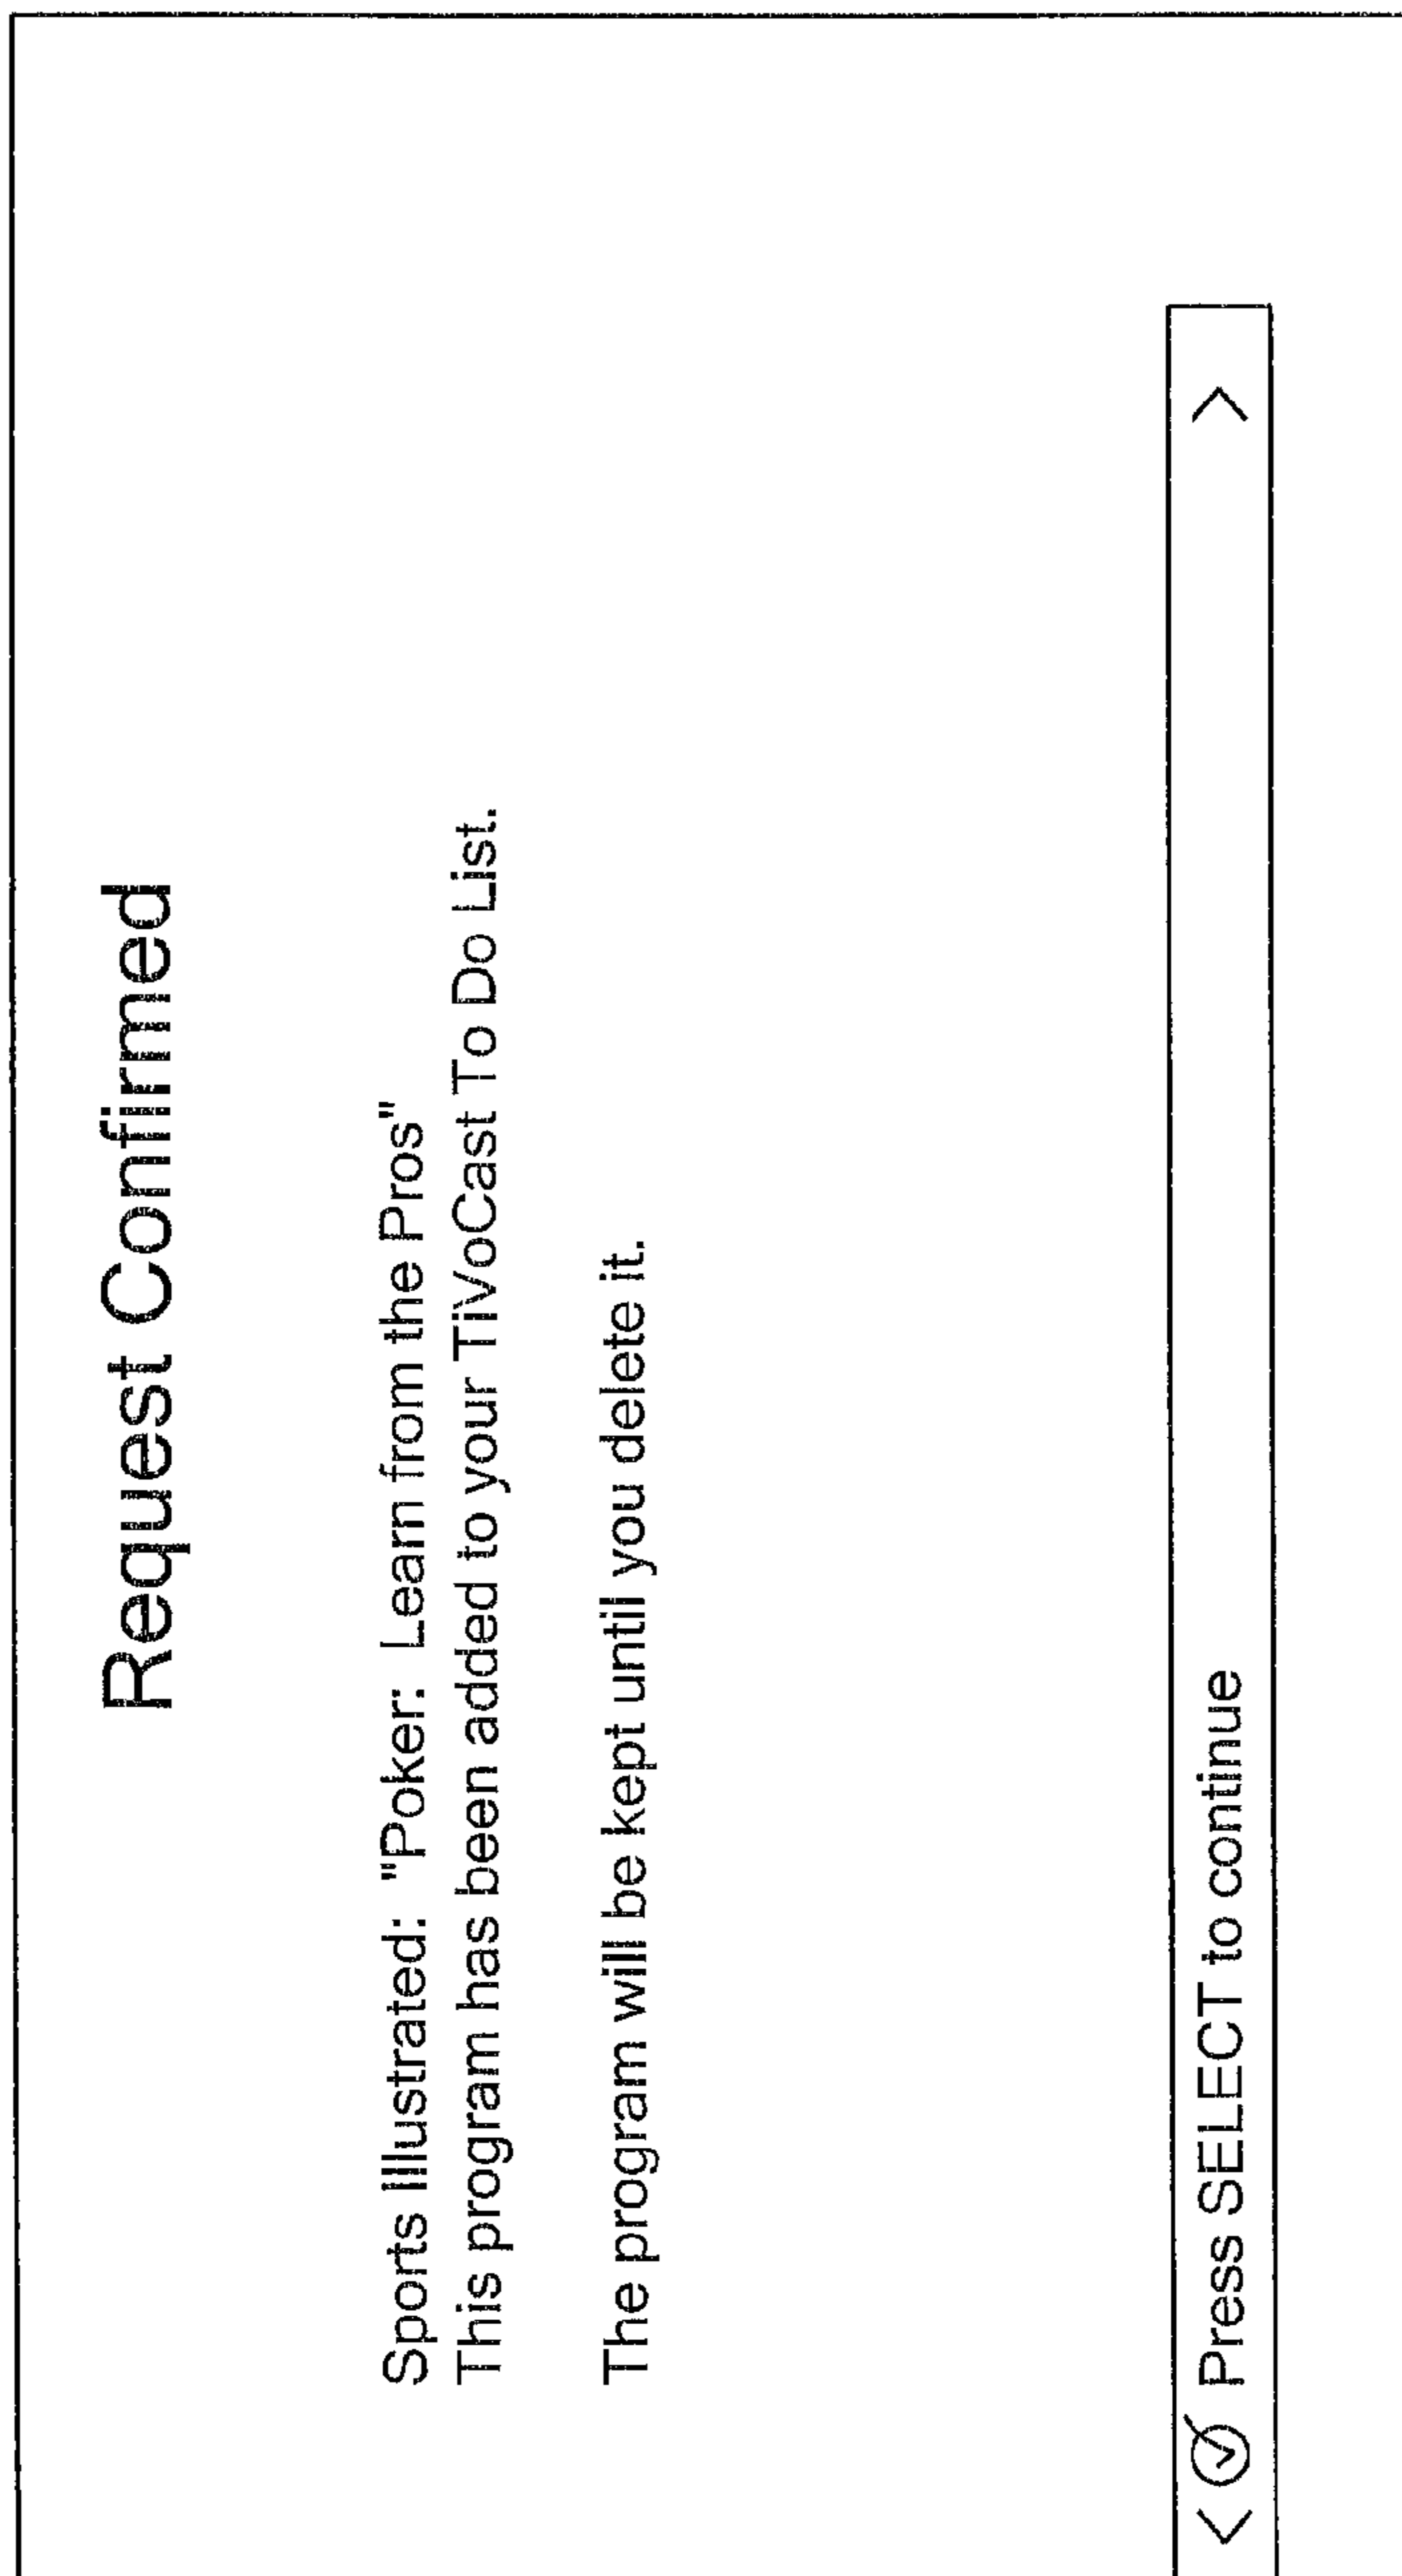 Request Confirmed
Sports Illustrated: "Poker: Learn from the Pros"
This program has been added to your TiVoCast To Do List.
The program will be kept until you delete it.
< Press SELECT to continue >